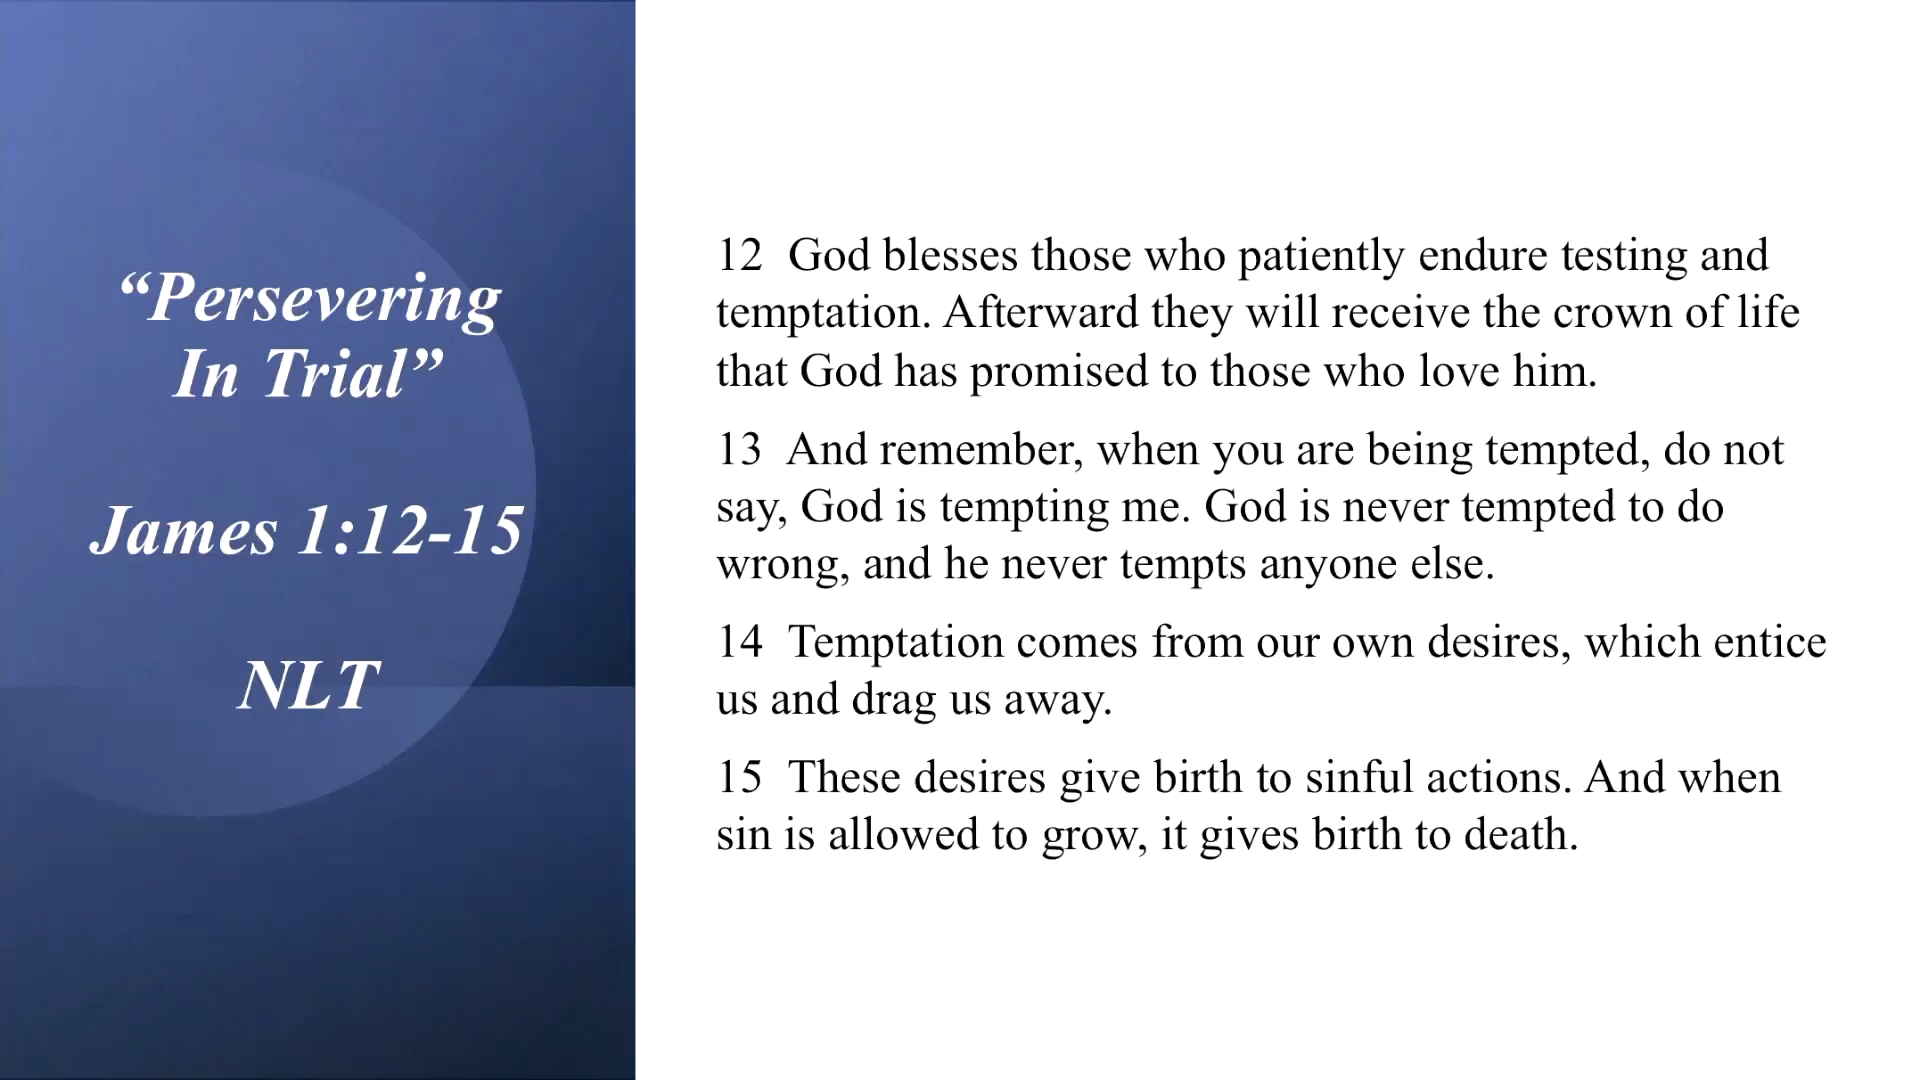 “Persevering
In Trial”
James 1:12-15
NLT
12 God blesses those who patiently endure testing and
temptation. Afterward they will receive the crown of life
that God has promised to those who love him.
13 And remember, when you are being tempted, do not
say, God is tempting me. God is never tempted to do
wrong, and he never tempts anyone else.
14 Temptation comes from our own desires, which entice
us and drag us away.
15 These desires give birth to sinful actions. And when
sin is allowed to grow, it gives birth to death.